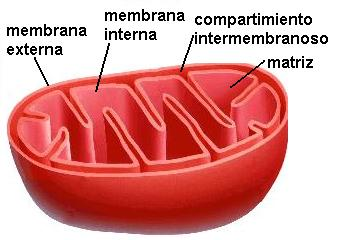 membrana
externa
membrana
interna
compartimiento
intermembranoso
matriz